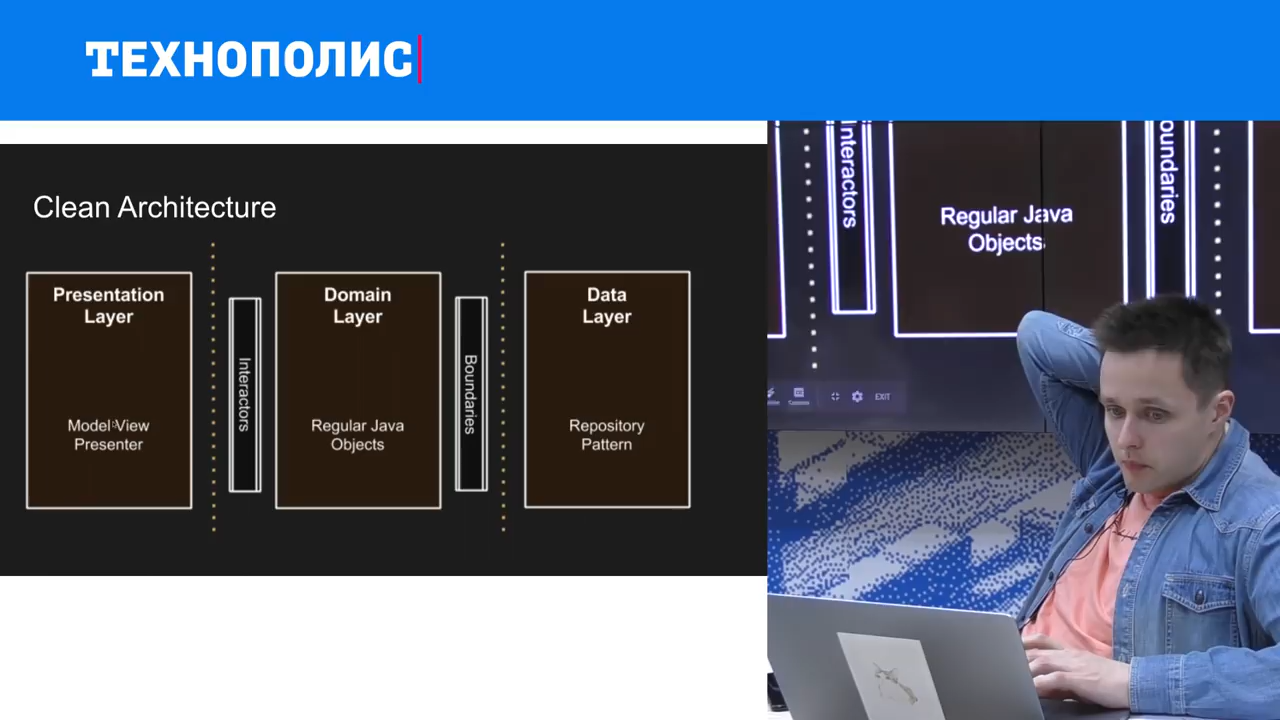 ТЕХНОПОЛИС
Clean Architecture
Presentation
Layer
Model-View
Presenter
Interactors
Domain
Layer
Regular Java
Objects
Boundaries
Data
Layer
Repository
Pattern
Interactors
Regular Java
Objects
oundaries
EXIT